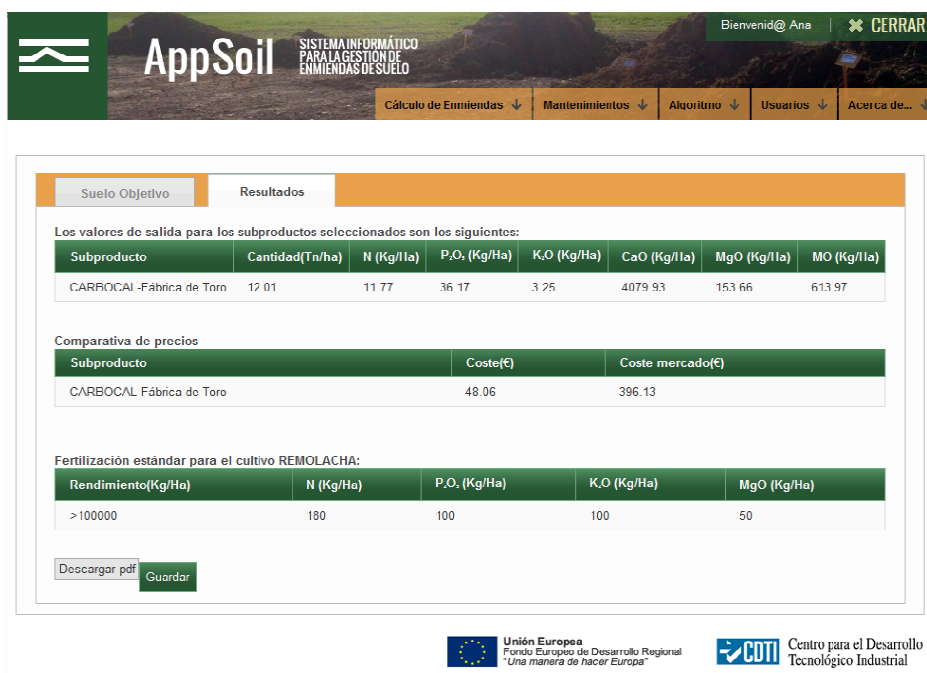 Bienvenid@ Ana | ✖ CERRAR
AppSoil
SISTEMA INFORMÁTICO
PARA LA GESTIÓN DE
ENMIENDAS DE SUELO
Cálculo de Enmiendas Mantenimientos Algoritmo Usuarios Acerca de...
Suelo Objetivo Resultados
Los valores de salida para los subproductos seleccionados son los siguientes:
Subproducto Cantidad(Tn/ha) N (Kg/Ha) P₂O₅ (Kg/Ha) K₂O (Kg/Ha) CaO (Kg/Ha) MgO (Kg/Ha) MO (Kg/Ha)
CARBOCAL -Fábrica de Toro 12.01 11.77 36.17 3.25 4079.93 153.66 613.97
Comparativa de precios
Subproducto Coste(€) Coste mercado(€)
CARBOCAL Fábrica de Toro 48.06 396.13
Fertilización estándar para el cultivo REMOLACHA:
Rendimiento(Kg/Ha) N (Kg/Ha) P₂O₅ (Kg/Ha) K₂O (Kg/Ha) MgO (Kg/Ha)
>100000 180 100 100 50
Descargar pdf Guardar
Unión Europea
Fondo Europeo de Desarrollo Regional
"Una manera de hacer Europa"
CDTI
Centro para el Desarrollo
Tecnológico Industrial